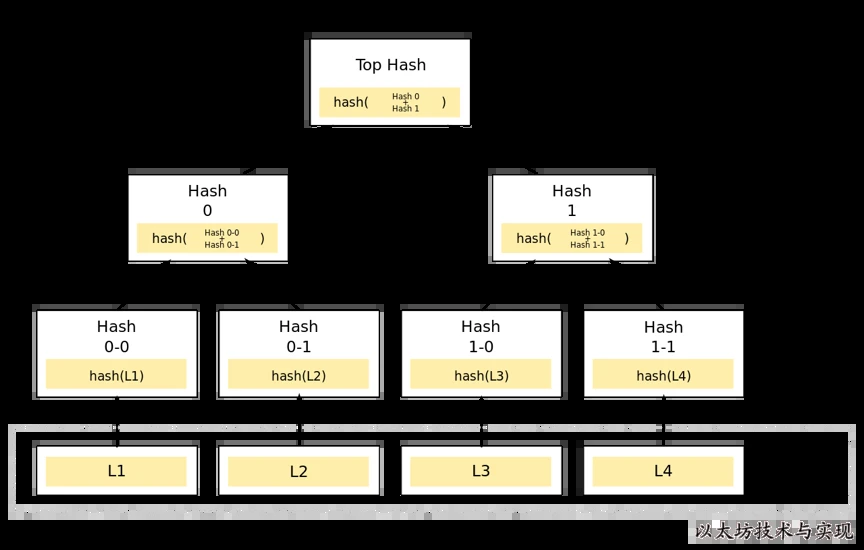 Top Hash
hash( Hash 0 + Hash 1 )
Hash
0
hash( Hash 0-0 + Hash 0-1 )
Hash
1
hash( Hash 1-0 + Hash 1-1 )
Hash
0-0
hash(L1)
Hash
0-1
hash(L2)
Hash
1-0
hash(L3)
Hash
1-1
hash(L4)
L1
L2
L3
L4
以太坊技术与实现